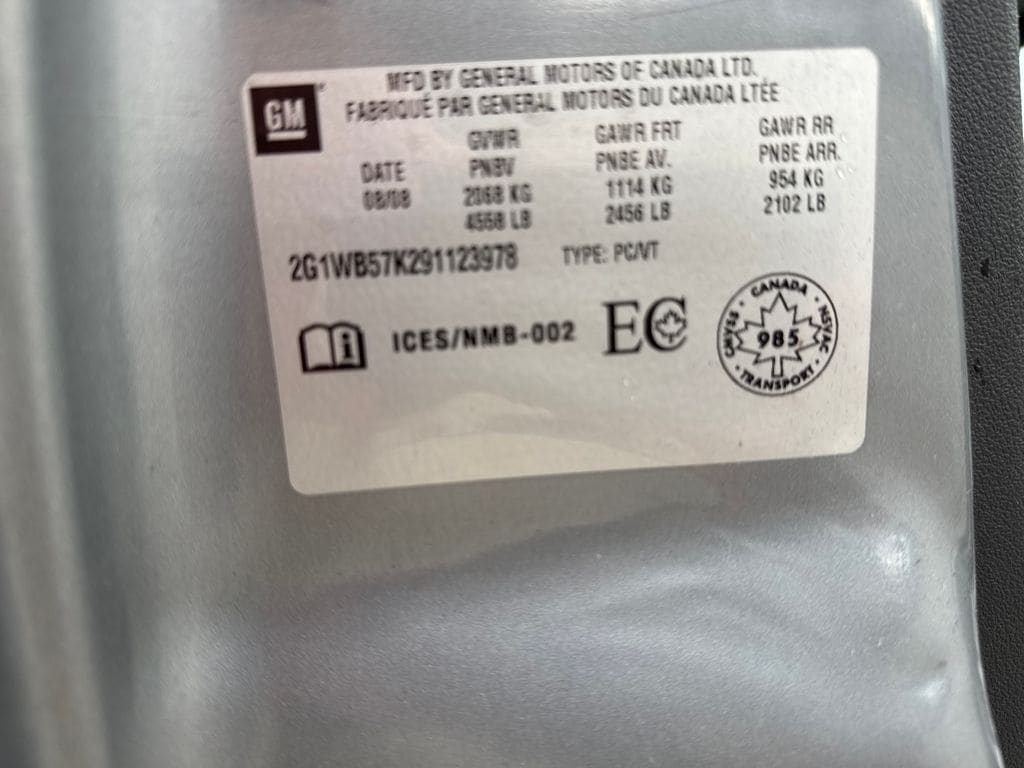 GM
MFD BY GENERAL MOTORS OF CANADA LTD.
FABRIQUÉ PAR GENERAL MOTORS DU CANADA LTÉE
GVWR GAWR FRT GAWR RR
DATE PNBV PNBE AV. PNBE ARR.
08/08 2068 KG 1114 KG 954 KG
4558 LB 2456 LB 2102 LB
2G1WB57K291123978 TYPE: PC/VT
i ICES/NMB-002 EC
CANADA
CMVSS 985 NSVAC
TRANSPORT